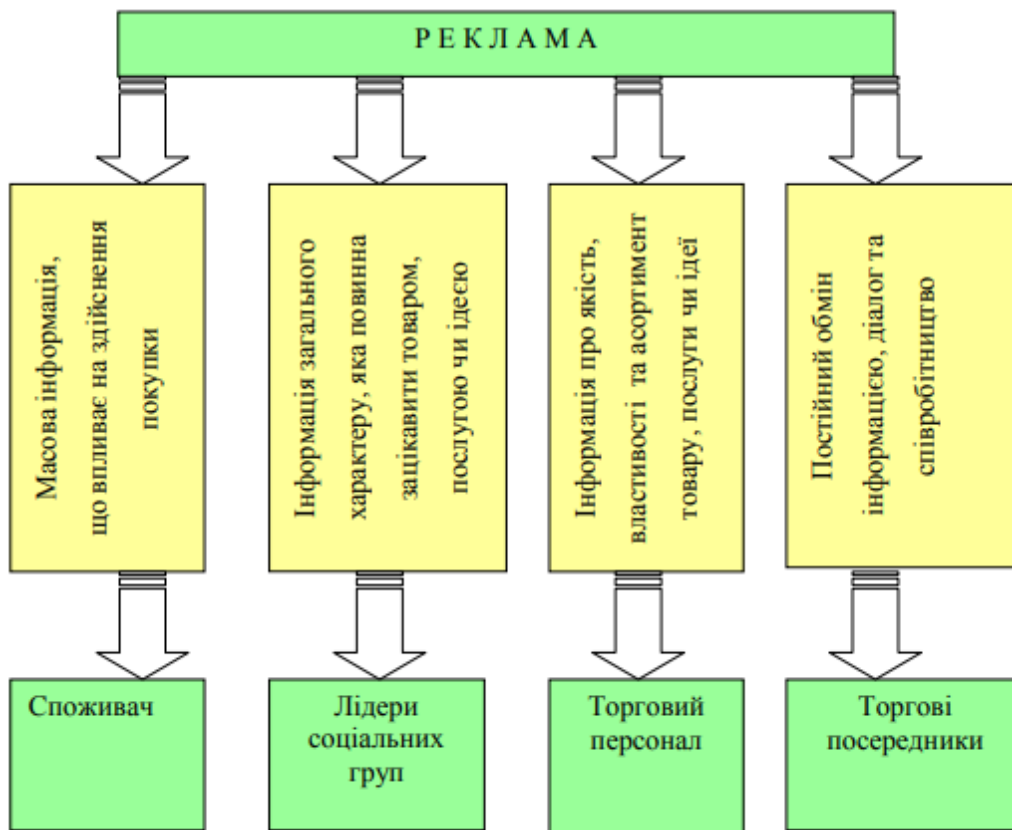 Р Е К Л А М А
Масова інформація,
що впливає на здійснення
покупки
Інформація загального
характеру, яка повинна
зацікавити товаром,
послугою чи ідеєю
Інформація про якість,
властивості та асортимент
товару, послуги чи ідеї
Постійний обмін
інформацією, діалог та
співробітництво
Споживач
Лідери
соціальних
груп
Торговий
персонал
Торгові
посередники